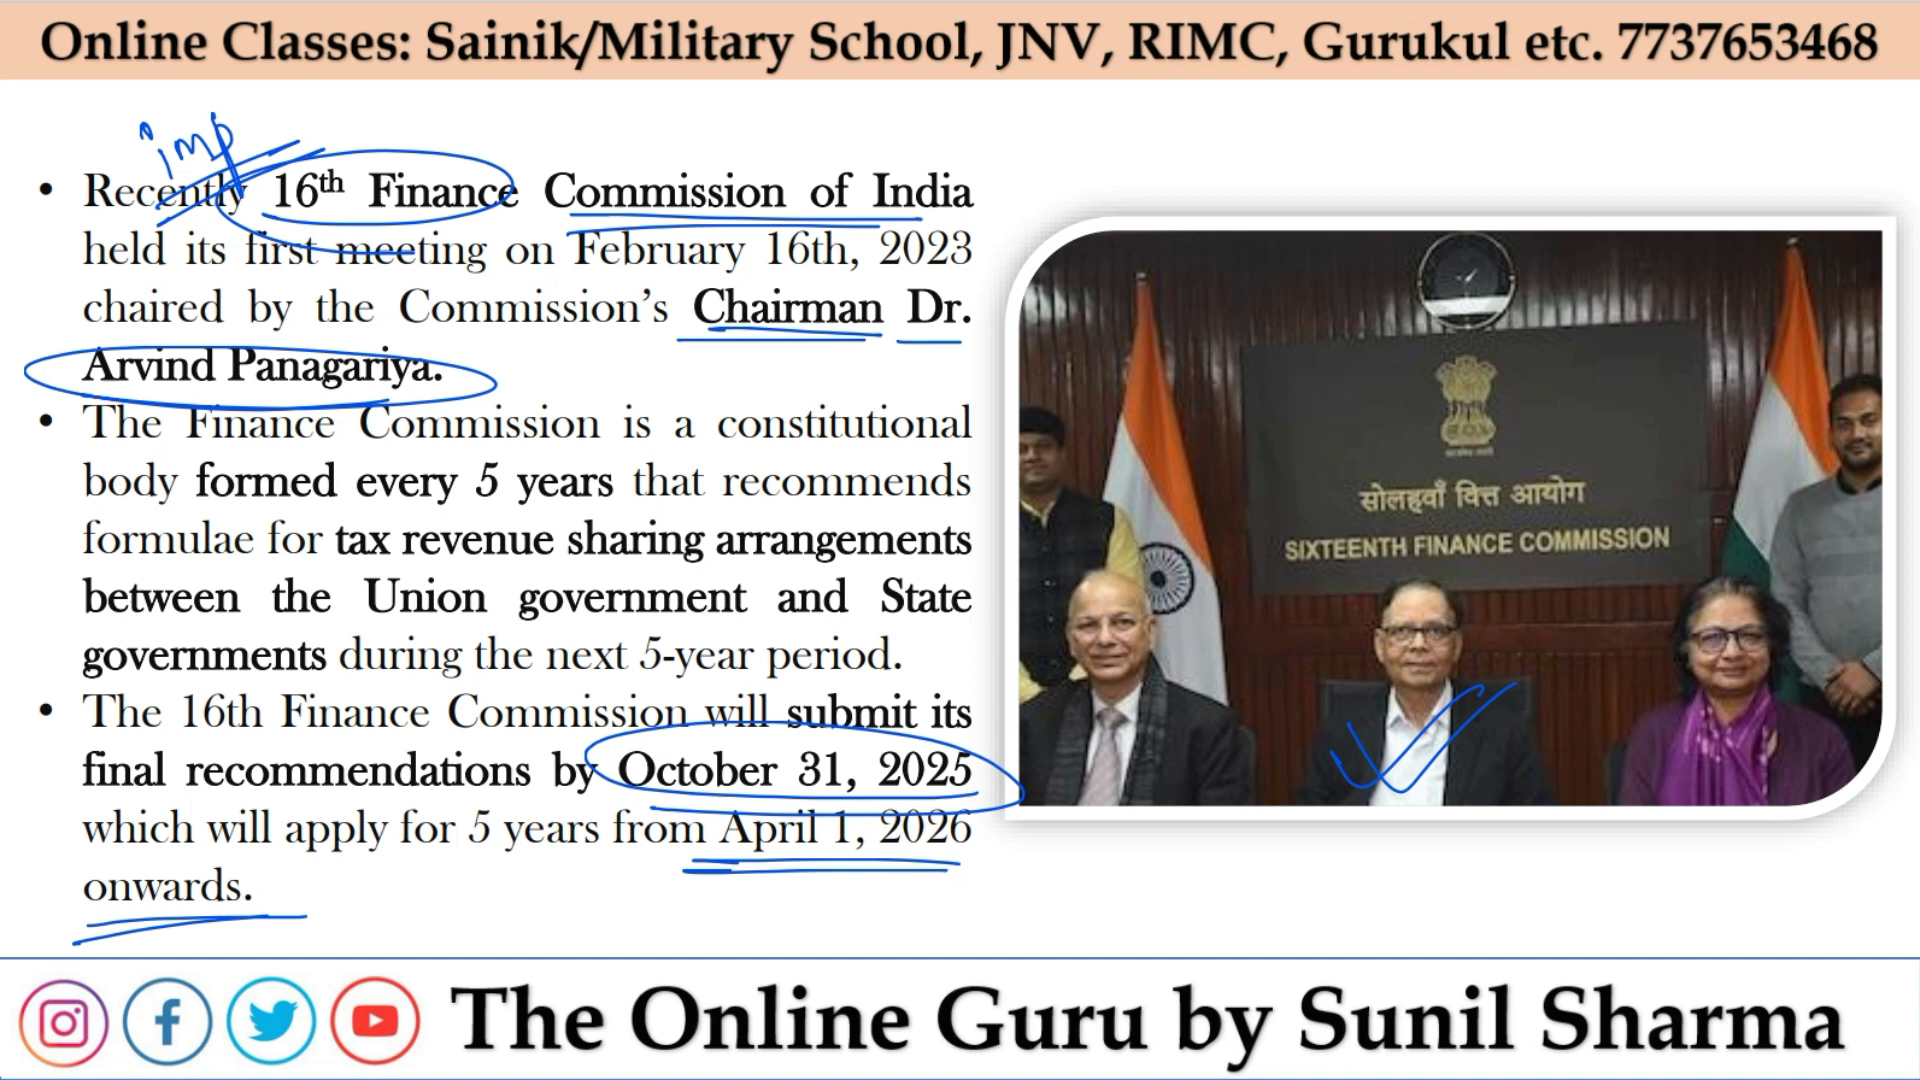 Online Classes: Sainik/Military School, JNV, RIMC, Gurukul etc. 7737653468
imp
• Recently 16th Finance Commission of India
held its first meeting on February 16th, 2023
chaired by the Commission's Chairman Dr.
Arvind Panagariya.
• The Finance Commission is a constitutional
body formed every 5 years that recommends
formulae for tax revenue sharing arrangements
between the Union government and State
governments during the next 5-year period.
• The 16th Finance Commission will submit its
final recommendations by October 31, 2025
which will apply for 5 years from April 1, 2026
onwards.
सोलहवाँ वित्त आयोग
SIXTEENTH FINANCE COMMISSION
The Online Guru by Sunil Sharma